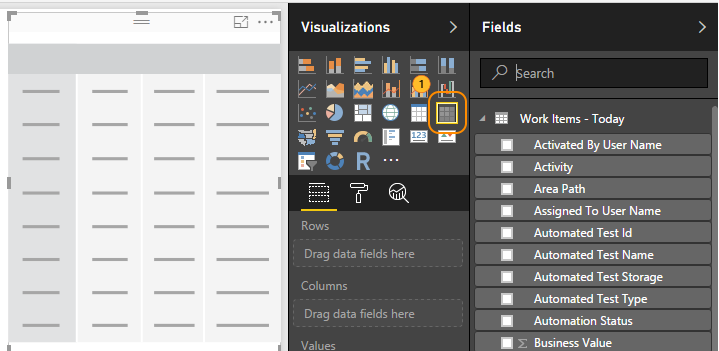 Visualizations
1
123
R
Rows
Drag data fields here
Columns
Drag data fields here
Values
Fields
Search
Work Items - Today
Activated By User Name
Activity
Area Path
Assigned To User Name
Automated Test Id
Automated Test Name
Automated Test Storage
Automated Test Type
Automation Status
Σ Business Value